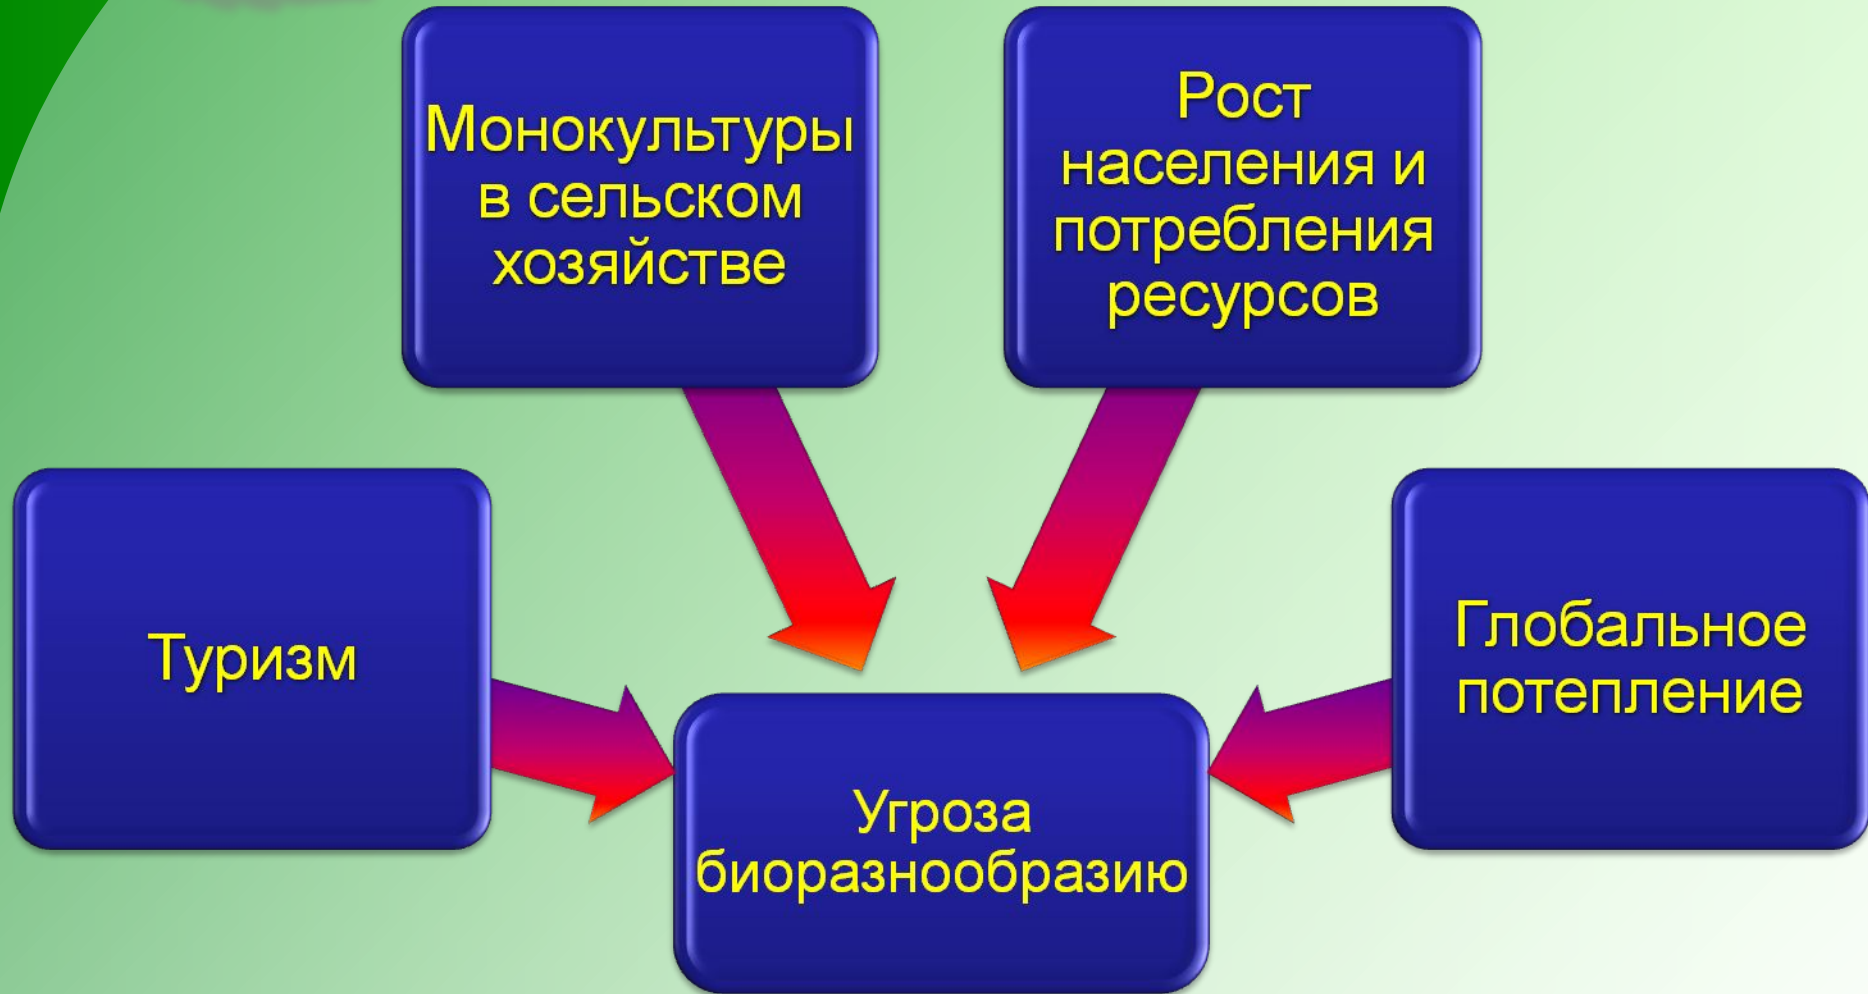 Монокультуры
в сельском
хозяйстве
Рост
населения и
потребления
ресурсов
Туризм
Глобальное
потепление
Угроза
биоразнообразию